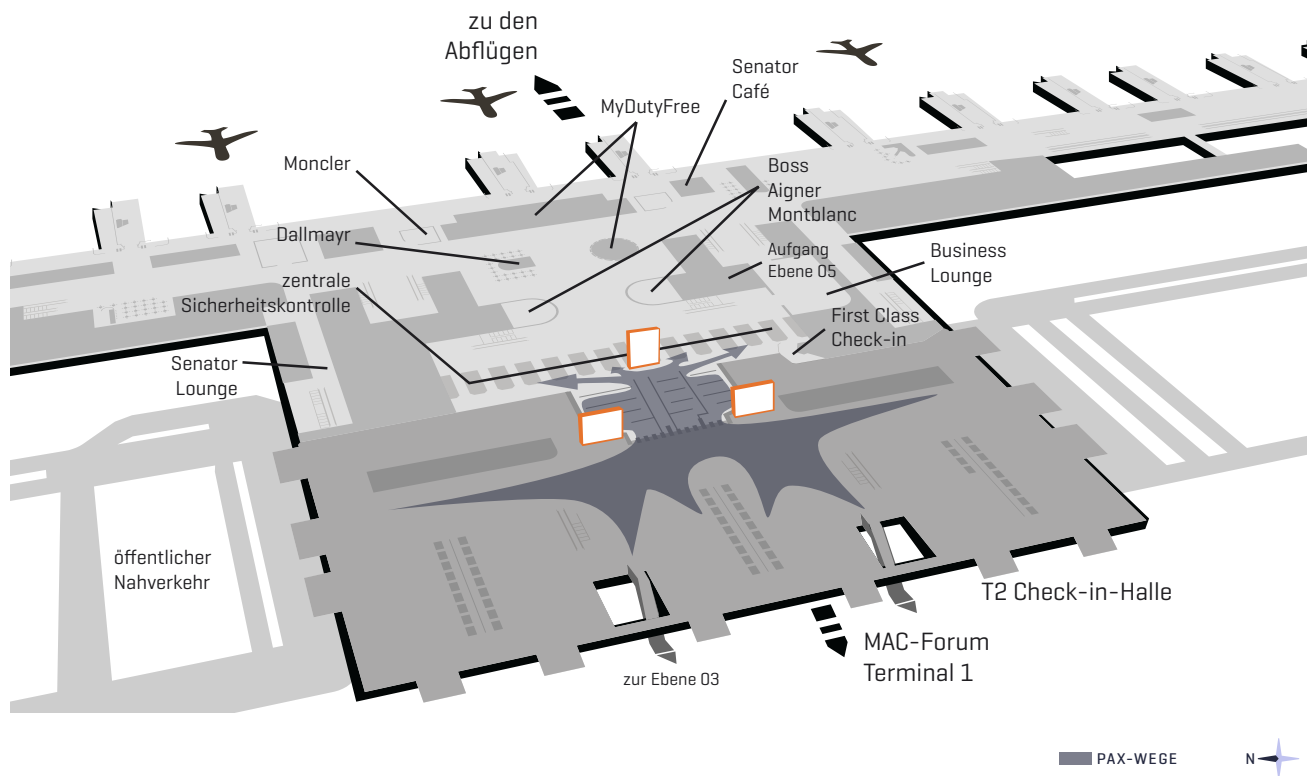 zu den
Abflügen
Senator
Café
MyDutyFree
Moncler
Boss
Aigner
Montblanc
Dallmayr
Aufgang
Ebene 05
Business
Lounge
zentrale
Sicherheitskontrolle
First Class
Check-in
Senator
Lounge
öffentlicher
Nahverkehr
T2 Check-in-Halle
MAC-Forum
Terminal 1
zur Ebene 03
PAX-WEGE
N